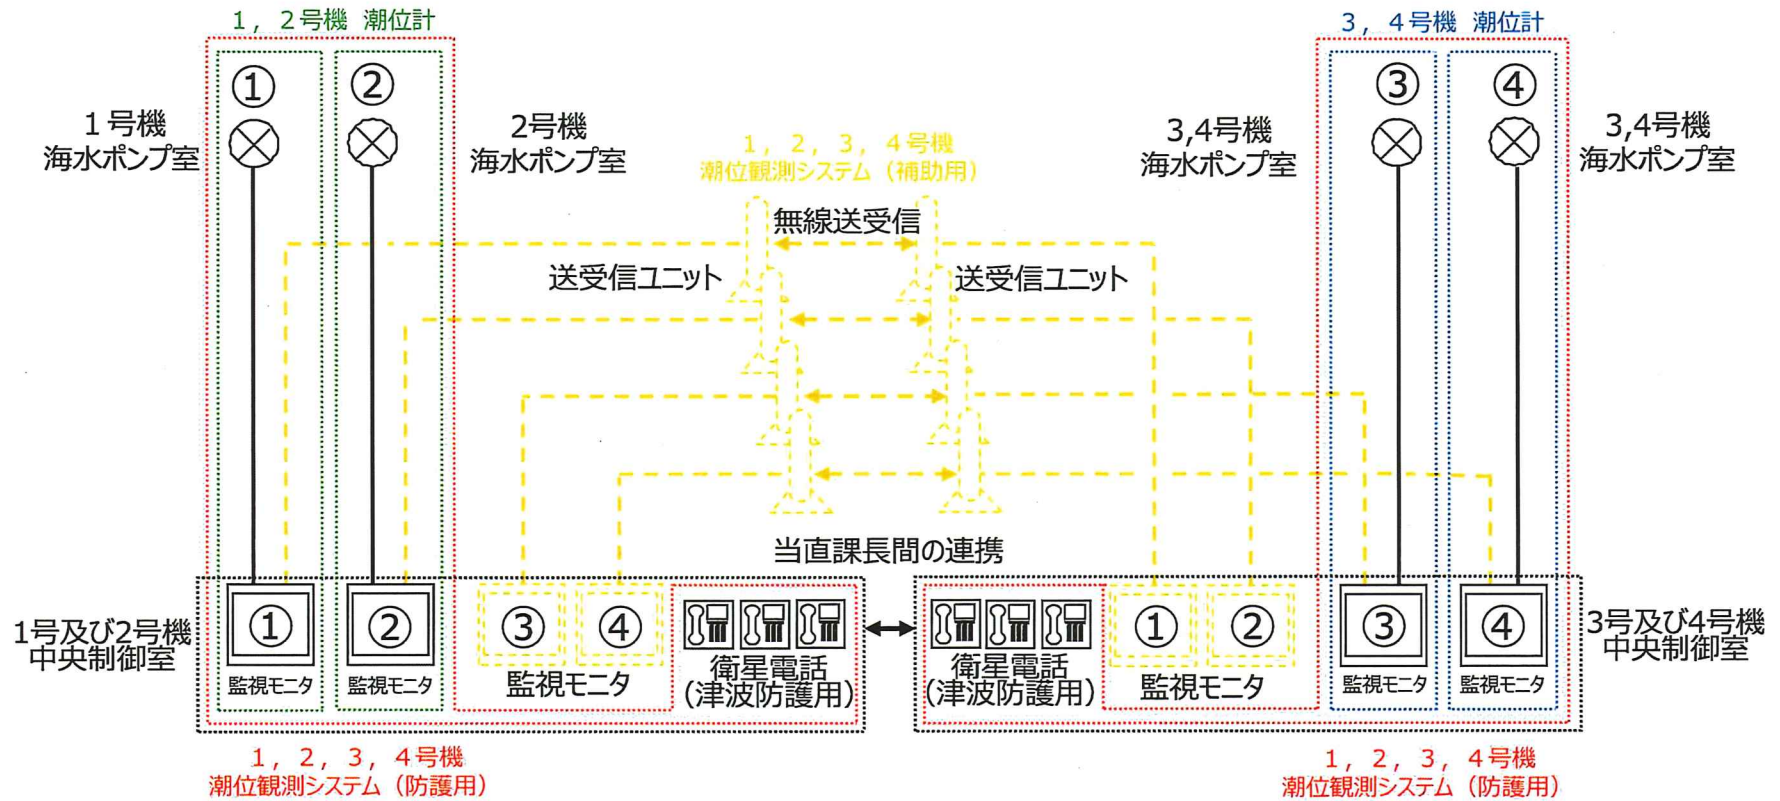 1，2号機 潮位計
3，4号機 潮位計
①
②
③
④
1号機
海水ポンプ室
2号機
海水ポンプ室
1，2，3，4号機
潮位観測システム（補助用）
3,4号機
海水ポンプ室
3,4号機
海水ポンプ室
無線送受信
送受信ユニット
送受信ユニット
当直課長間の連携
1号及び2号機
中央制御室
①
②
③
④
①
②
③
④
3号及び4号機
中央制御室
監視モニタ
監視モニタ
監視モニタ
衛星電話
(津波防護用)
衛星電話
(津波防護用)
監視モニタ
監視モニタ
監視モニタ
1，2，3，4号機
潮位観測システム（防護用）
1，2，3，4号機
潮位観測システム（防護用）